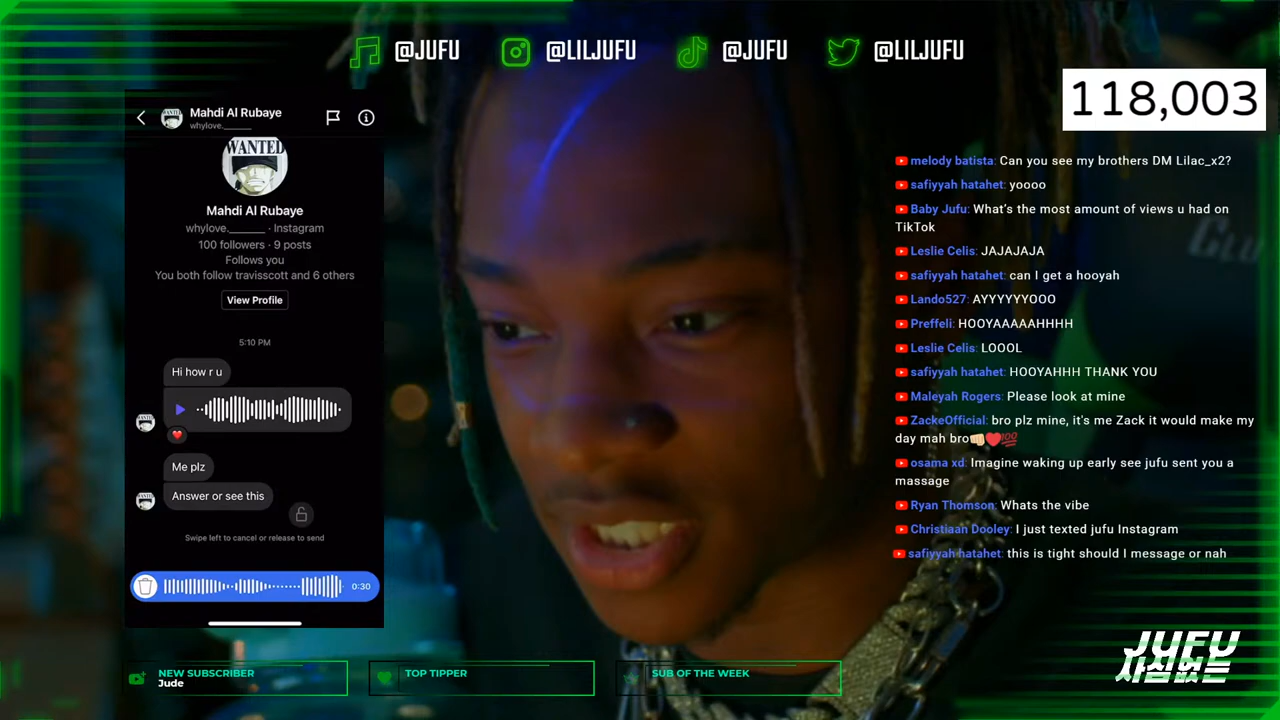 @JUFU
@LILJUFU
@JUFU
@LILJUFU
118,003
Mahdi Al Rubaye
whylove._______
WANTED
Mahdi Al Rubaye
whylove._______ · Instagram
100 followers · 9 posts
Follows you
You both follow travisscott and 6 others
View Profile
5:10 PM
Hi how r u
Me plz
Answer or see this
Swipe left to cancel or release to send
0:30
melody batista: Can you see my brothers DM Lilac_x2?
safiyyah hatahet: yoooo
Baby Jufu: What's the most amount of views u had on
TikTok
Leslie Celis: JAJAJAJA
safiyyah hatahet: can I get a hooyah
Lando527: AYYYYYYOOO
Preffeli: HOOYAAAAAHHHH
Leslie Celis: LOOOL
safiyyah hatahet: HOOYAHHH THANK YOU
Maleyah Rogers: Please look at mine
ZackeOfficial: bro plz mine, it's me Zack it would make my
day mah bro👊❤️💯
osama xd: Imagine waking up early see jufu sent you a
massage
Ryan Thomson: Whats the vibe
Christiaan Dooley: I just texted jufu Instagram
safiyyah hatahet: this is tight should I message or nah
NEW SUBSCRIBER
Jude
TOP TIPPER
SUB OF THE WEEK
JUFU